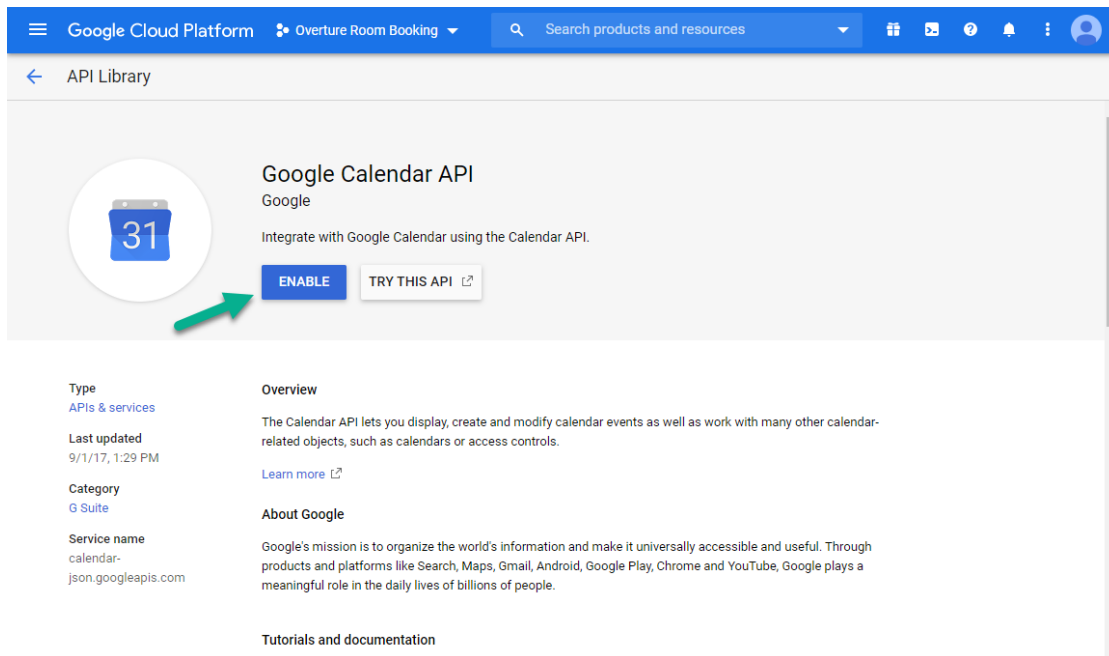 Google Cloud Platform
Overture Room Booking
Search products and resources
API Library
31
Google Calendar API
Google
Integrate with Google Calendar using the Calendar API.
ENABLE
TRY THIS API
Type
APIs & services
Last updated
9/1/17, 1:29 PM
Category
G Suite
Service name
calendar-
json.googleapis.com
Overview
The Calendar API lets you display, create and modify calendar events as well as work with many other calendar-
related objects, such as calendars or access controls.
Learn more
About Google
Google's mission is to organize the world's information and make it universally accessible and useful. Through
products and platforms like Search, Maps, Gmail, Android, Google Play, Chrome and YouTube, Google plays a
meaningful role in the daily lives of billions of people.
Tutorials and documentation